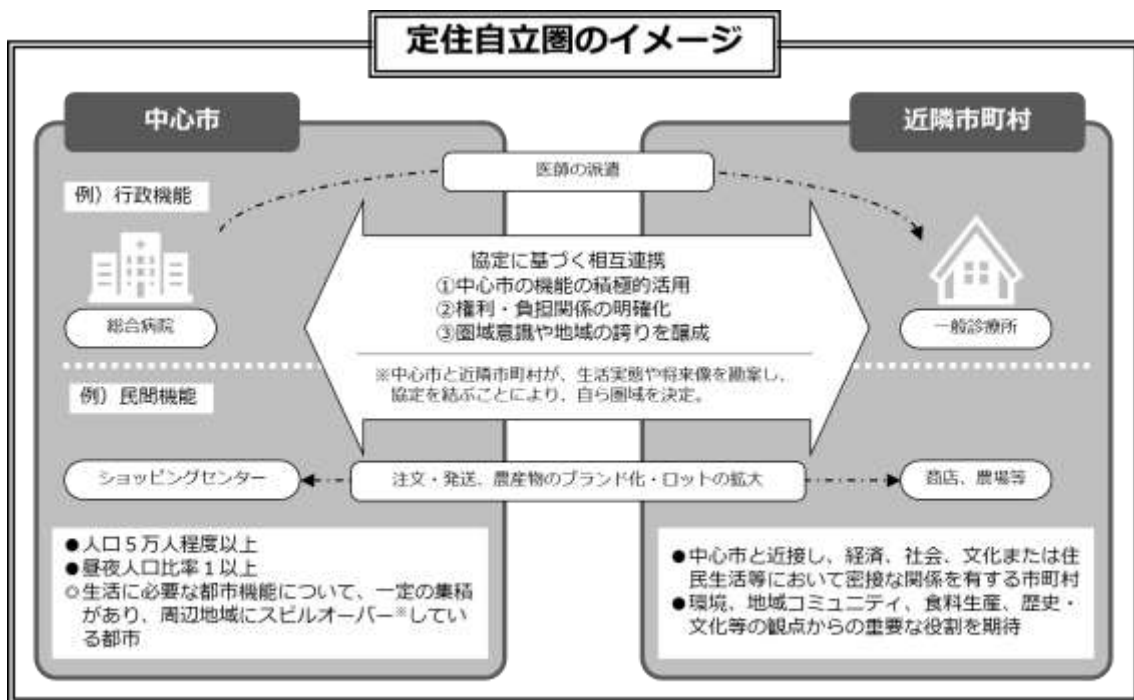 定住自立圏のイメージ
中心市
近隣市町村
医師の派遣
例）行政機能
協定に基づく相互連携
①中心市の機能の積極的活用
②権利・負担関係の明確化
③圏域意識や地域の誇りを醸成
総合病院
一般診療所
※中心市と近隣市町村が、生活実態や将来像を勘案し、
協定を結ぶことにより、自ら圏域を決定。
例）民間機能
ショッピングセンター
注文・発送、農産物のブランド化・ロットの拡大
商店、農場等
●人口５万人程度以上
●昼夜人口比率１以上
◎生活に必要な都市機能について、一定の集積
があり、周辺地域にスピルオーバー※してい
る都市
●中心市と近接し、経済、社会、文化または住
民生活等において密接な関係を有する市町村
●環境、地域コミュニティ、食料生産、歴史・
文化等の観点からの重要な役割を期待